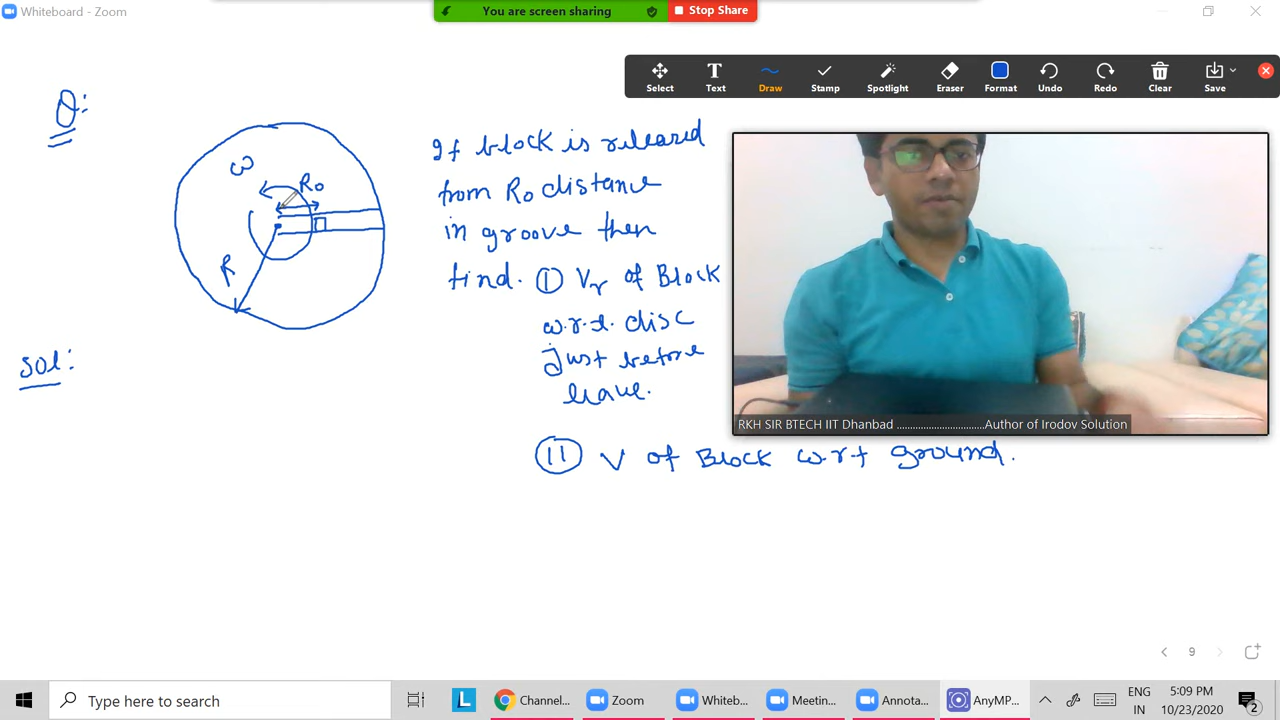 Whiteboard - Zoom
You are screen sharing
Stop Share
Select
Text
Draw
Stamp
Spotlight
Eraser
Format
Undo
Redo
Clear
Save
Q:
ω
R0
R
If block is released
from R0 distance
in groove then
find. (I) Vr of Block
w.r.t. disc
just before
leave.
(II) V of Block w.r.t ground.
Sol:
RKH SIR BTECH IIT Dhanbad ...............................Author of Irodov Solution
9
Type here to search
L
Channel...
Zoom
Whiteb...
Meetin...
Annota...
AnyMP...
ENG
IN
5:09 PM
10/23/2020
2